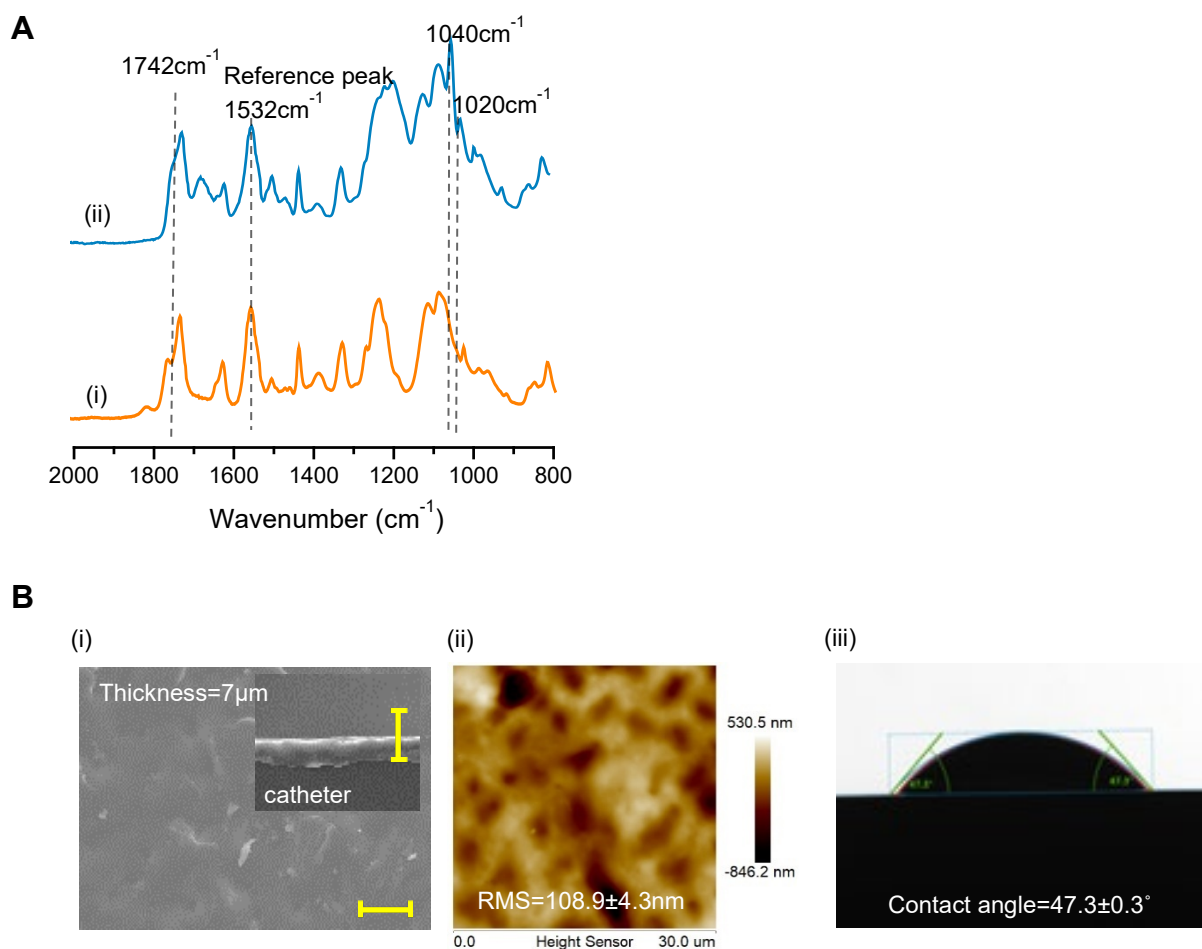 A
1742cm-1
Reference peak
1532cm-1
1040cm-1
1020cm-1
(ii)
(i)
2000 1800 1600 1400 1200 1000 800
Wavenumber (cm-1)
B
(i) (ii) (iii)
Thickness=7µm
catheter
530.5 nm
-846.2 nm
RMS=108.9±4.3nm
0.0 Height Sensor 30.0 um
Contact angle=47.3±0.3˚